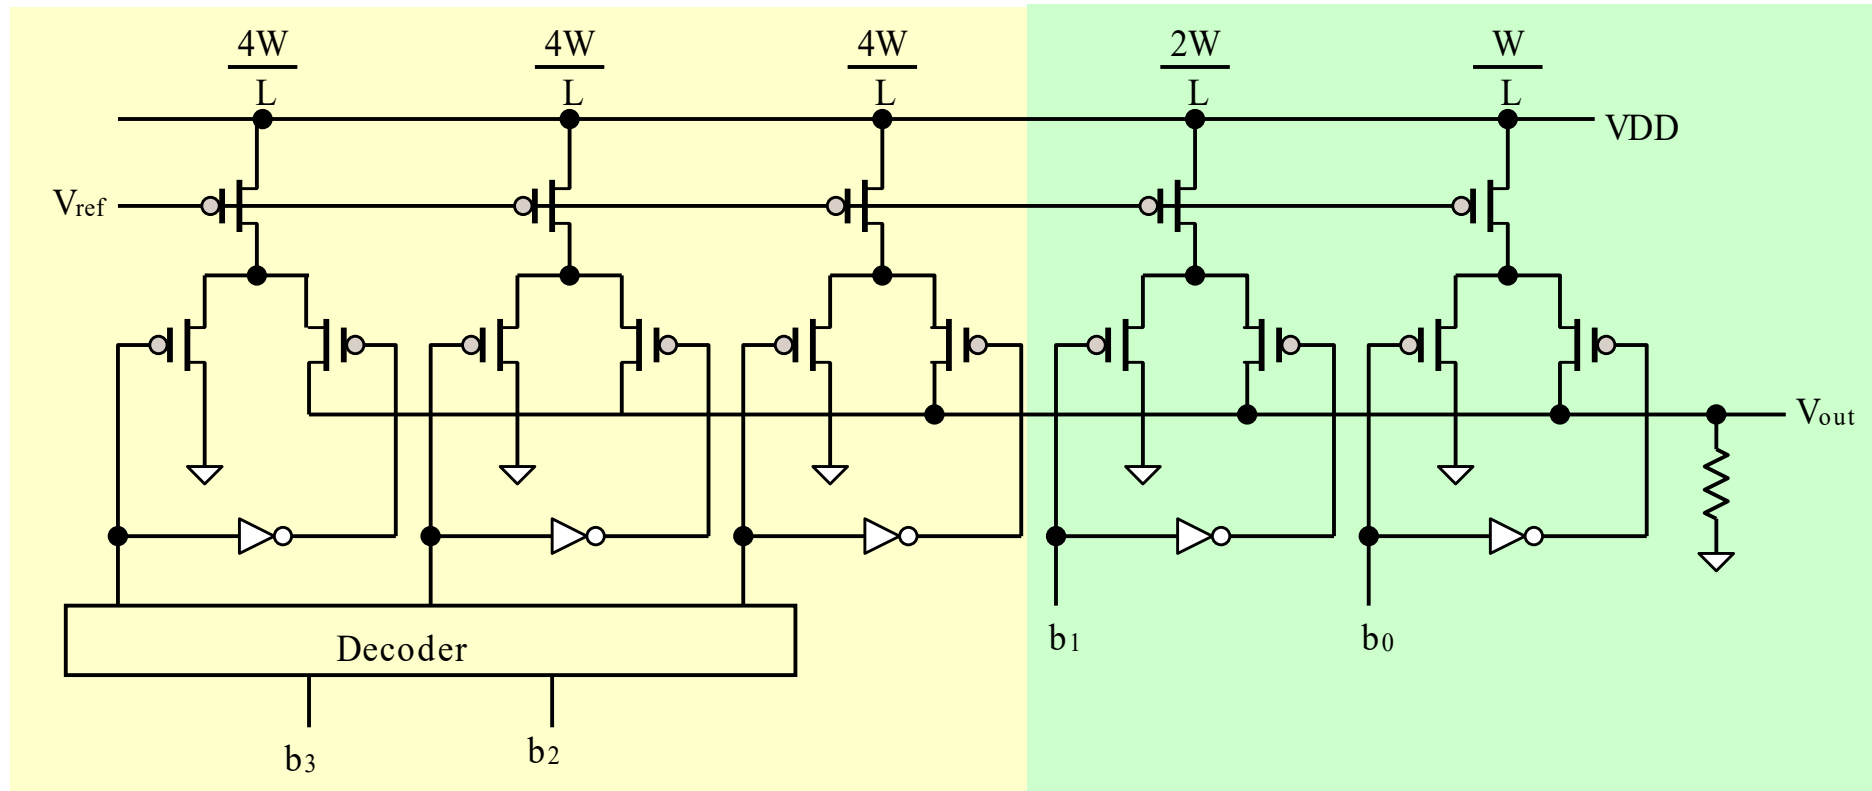 4W 4W 4W 2W W
L L L L L
VDD
Vref
Vout
b1 b0
Decoder
b3 b2